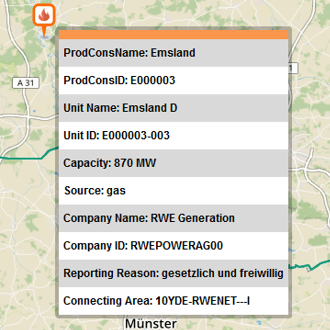 A 31
ProdConsName: Emsland
ProdConsID: E000003
Unit Name: Emsland D
Unit ID: E000003-003
Capacity: 870 MW
Source: gas
Company Name: RWE Generation
Company ID: RWEPOWERAG00
Reporting Reason: gesetzlich und freiwillig
Connecting Area: 10YDE-RWENET---I
Münster